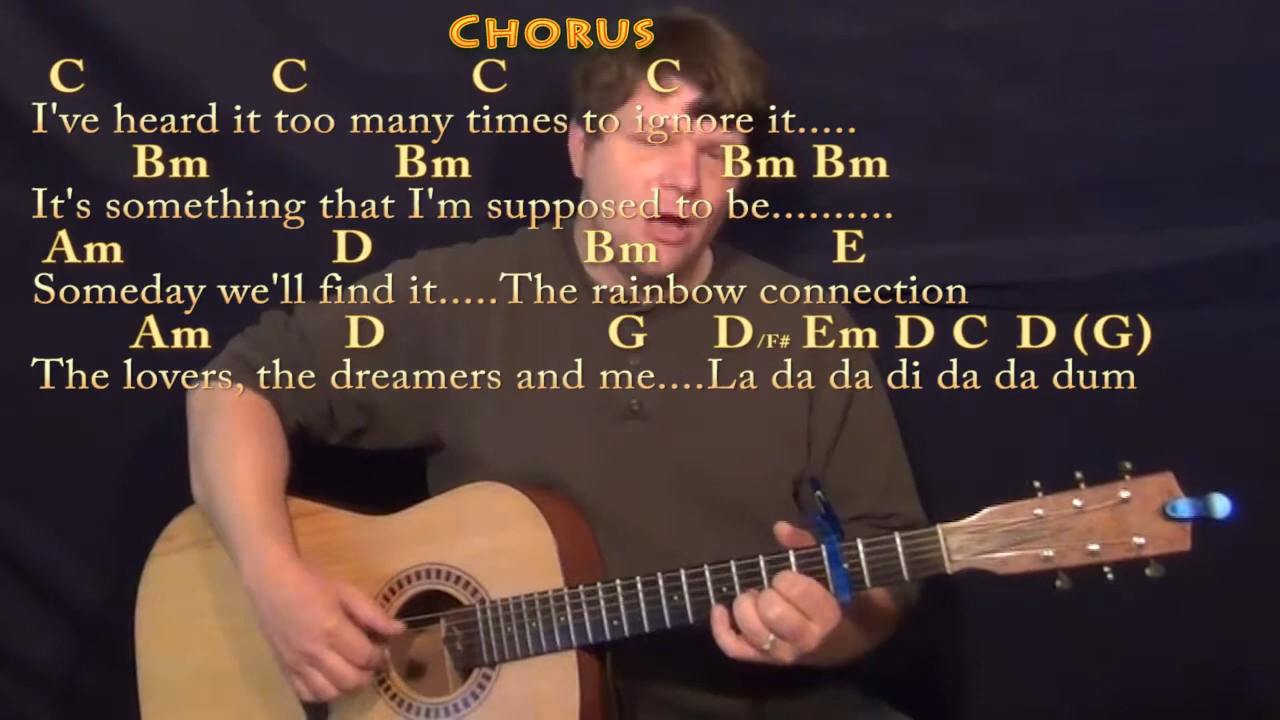 CHORUS
C C C C
I've heard it too many times to ignore it.....
Bm Bm Bm Bm
It's something that I'm supposed to be..........
Am D Bm E
Someday we'll find it.....The rainbow connection
Am D G D/F# Em D C D (G)
The lovers, the dreamers and me....La da da di da da dum